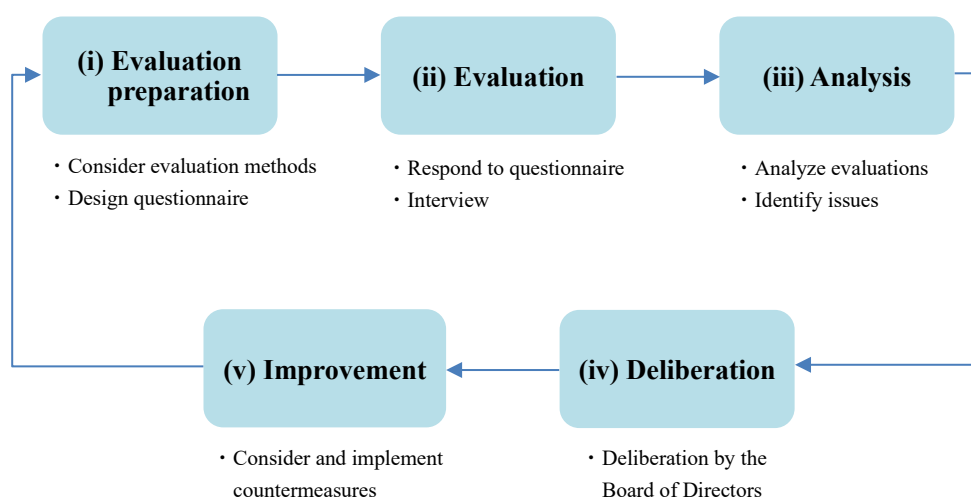 (i) Evaluation
preparation
(ii) Evaluation
(iii) Analysis
・Consider evaluation methods
・Design questionnaire
・Respond to questionnaire
・Interview
・Analyze evaluations
・Identify issues
(v) Improvement
(iv) Deliberation
・Consider and implement
countermeasures
・Deliberation by the
Board of Directors